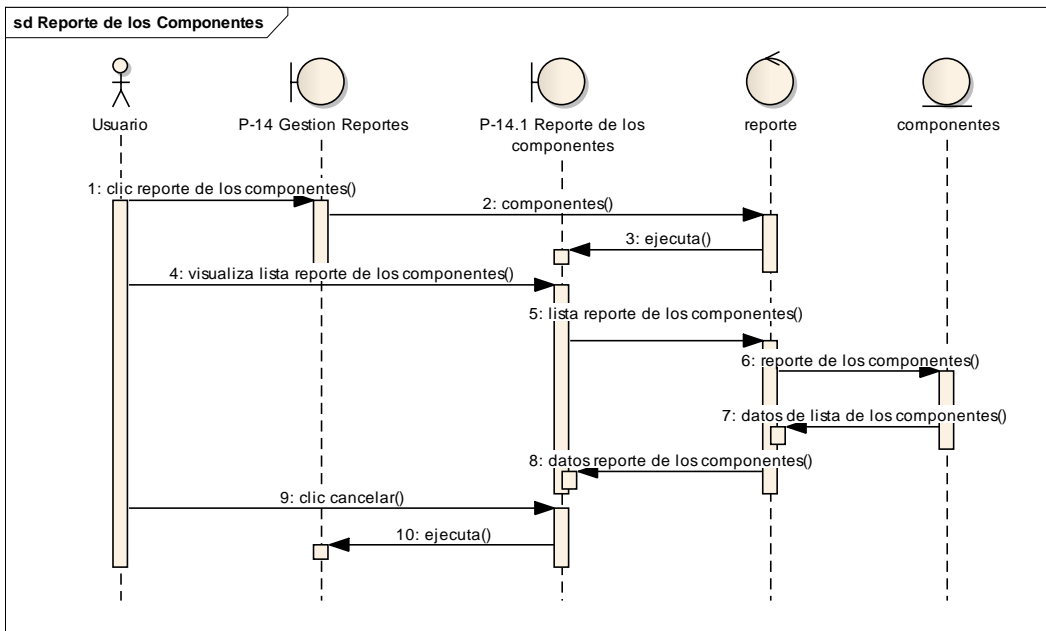 sd Reporte de los Componentes
Usuario
P-14 Gestion Reportes
P-14.1 Reporte de los
componentes
reporte
componentes
1: clic reporte de los componentes()
2: componentes()
3: ejecuta()
4: visualiza lista reporte de los componentes()
5: lista reporte de los componentes()
6: reporte de los componentes()
7: datos de lista de los componentes()
8: datos reporte de los componentes()
9: clic cancelar()
10: ejecuta()